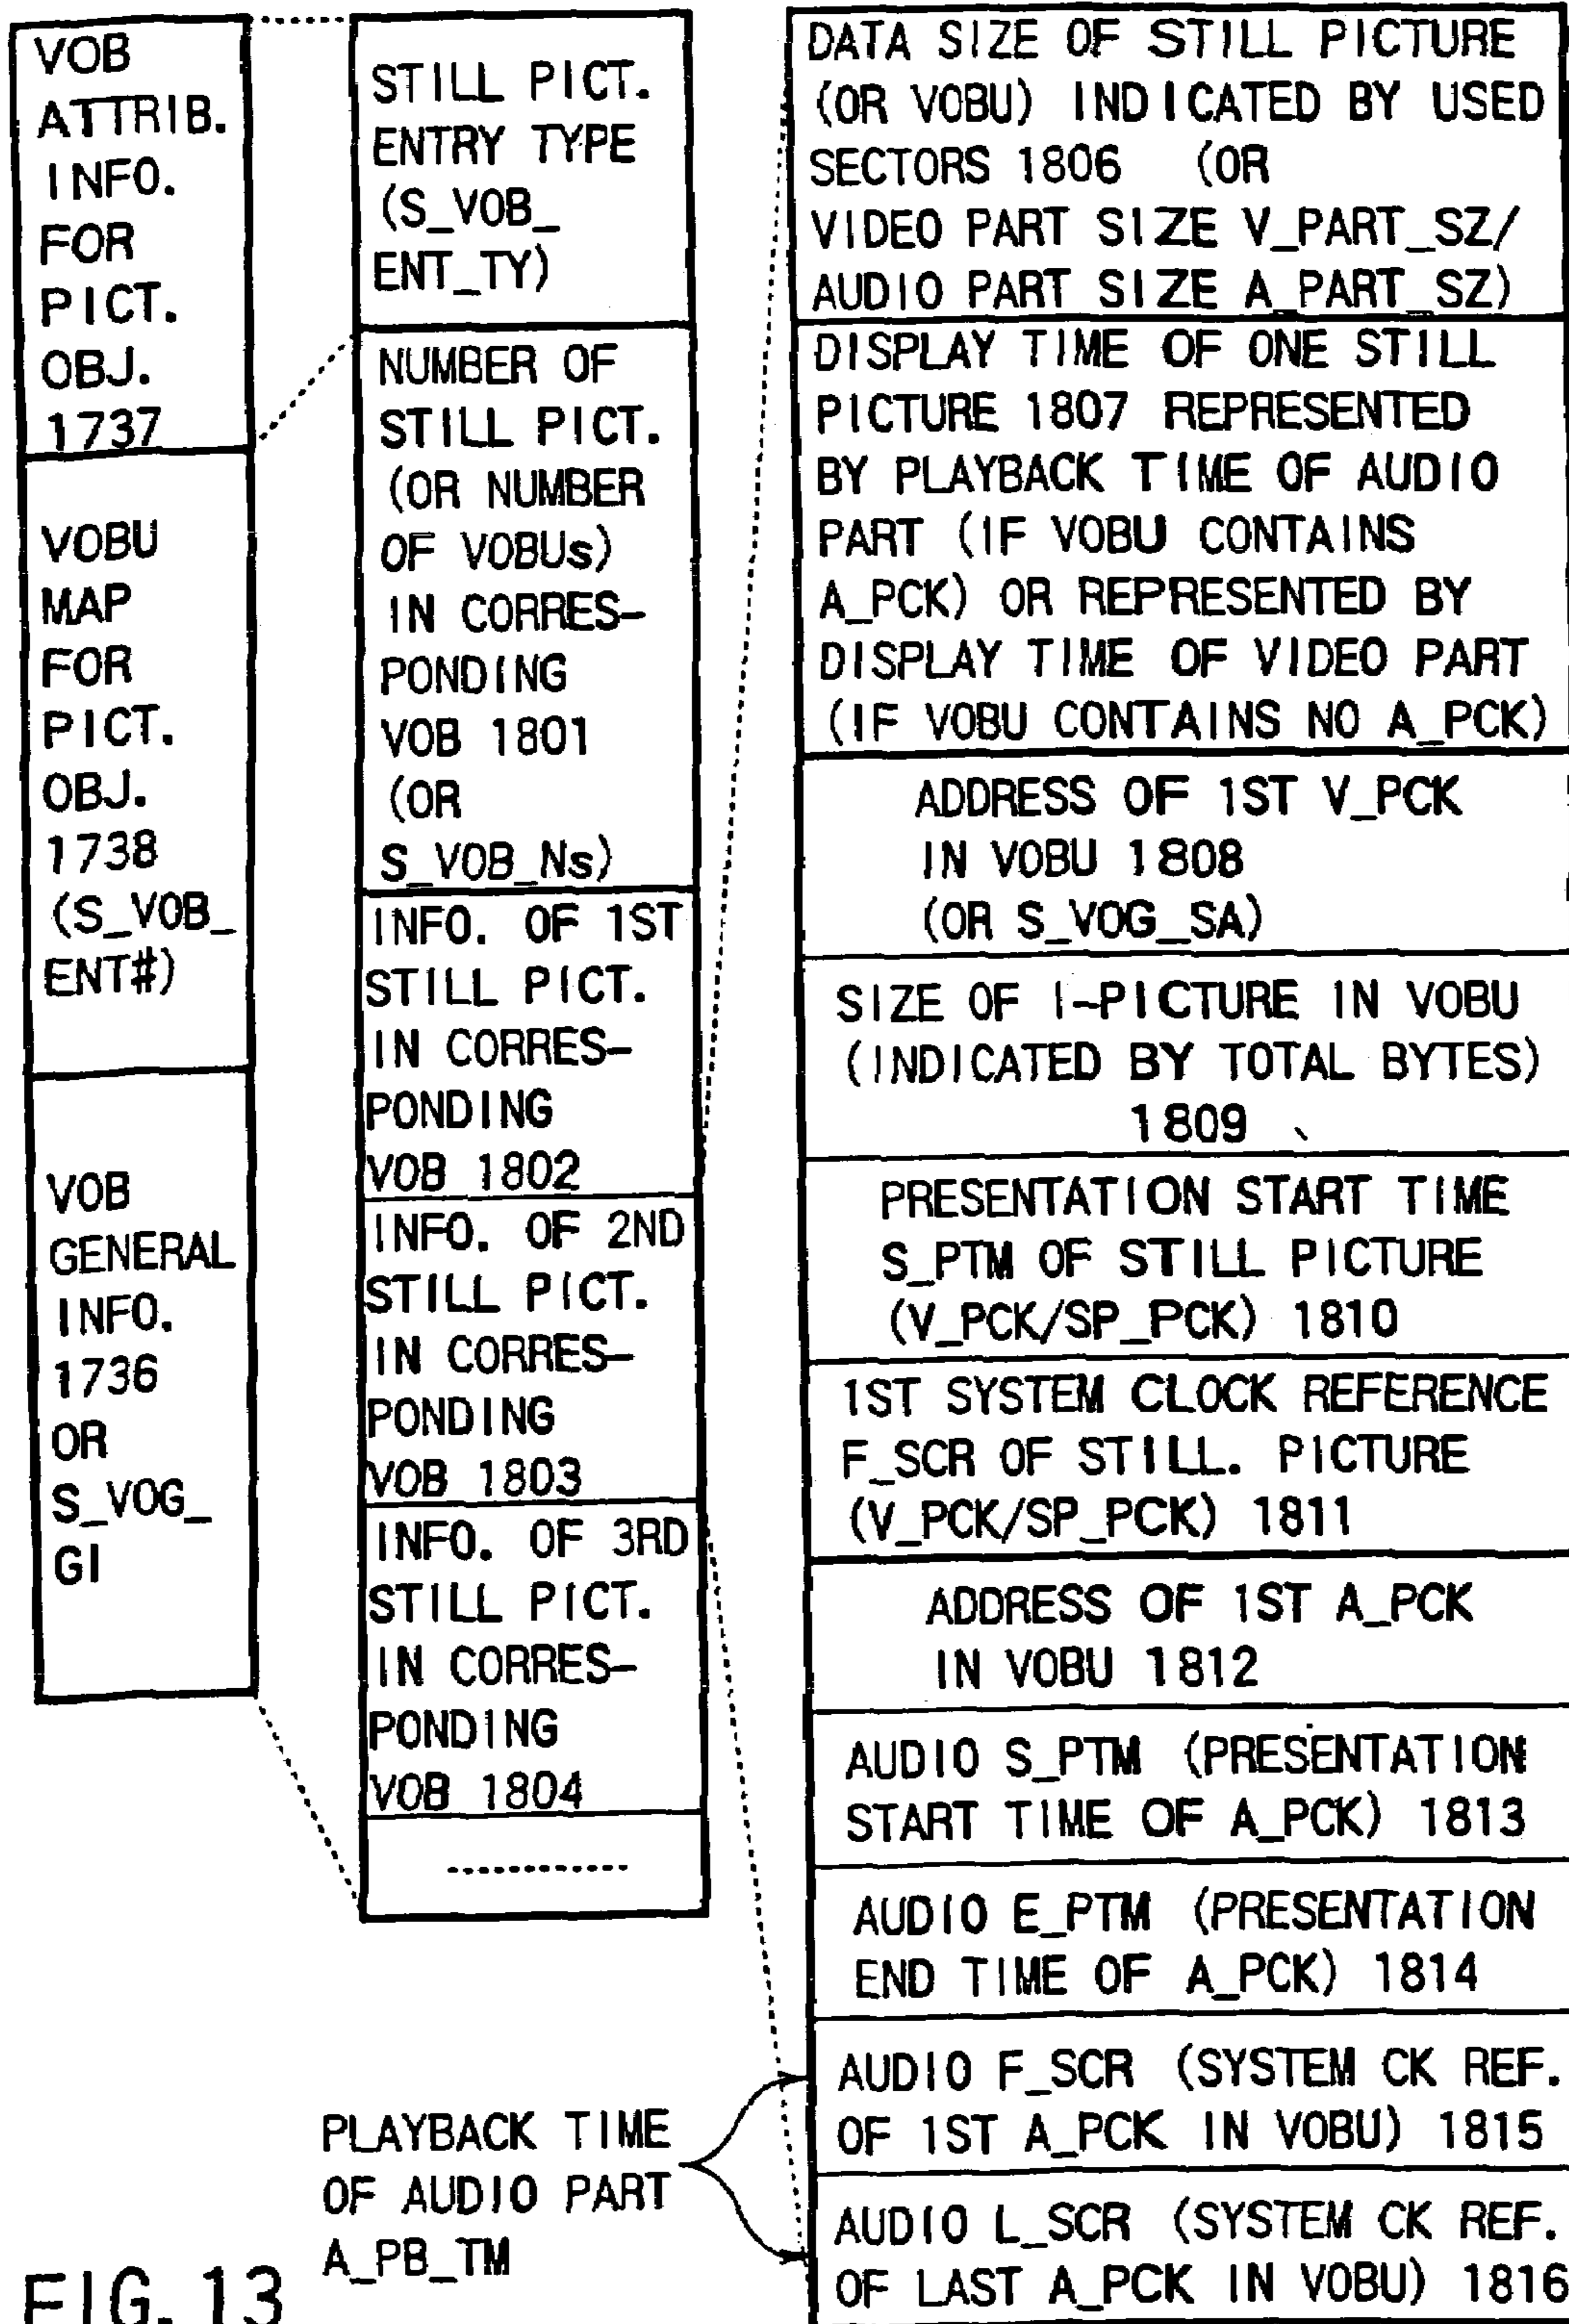 VOB
ATTRIB.
INFO.
FOR
PICT.
OBJ.
1737
VOBU
MAP
FOR
PICT.
OBJ.
1738
(S_VOB_
ENT#)
VOB
GENERAL
INFO.
1736
OR
S_VOG_
GI
STILL PICT.
ENTRY TYPE
(S_VOB_
ENT_TY)
NUMBER OF
STILL PICT.
(OR NUMBER
OF VOBUs)
IN CORRES-
PONDING
VOB 1801
(OR
S_VOB_Ns)
INFO. OF 1ST
STILL PICT.
IN CORRES-
PONDING
VOB 1802
INFO. OF 2ND
STILL PICT.
IN CORRES-
PONDING
VOB 1803
INFO. OF 3RD
STILL PICT.
IN CORRES-
PONDING
VOB 1804
DATA SIZE OF STILL PICTURE
(OR VOBU) INDICATED BY USED
SECTORS 1806 (OR
VIDEO PART SIZE V_PART_SZ/
AUDIO PART SIZE A_PART_SZ)
DISPLAY TIME OF ONE STILL
PICTURE 1807 REPRESENTED
BY PLAYBACK TIME OF AUDIO
PART (IF VOBU CONTAINS
A_PCK) OR REPRESENTED BY
DISPLAY TIME OF VIDEO PART
(IF VOBU CONTAINS NO A_PCK)
ADDRESS OF 1ST V_PCK
IN VOBU 1808
(OR S_VOG_SA)
SIZE OF I-PICTURE IN VOBU
(INDICATED BY TOTAL BYTES)
1809
PRESENTATION START TIME
S_PTM OF STILL PICTURE
(V_PCK/SP_PCK) 1810
1ST SYSTEM CLOCK REFERENCE
F_SCR OF STILL. PICTURE
(V_PCK/SP_PCK) 1811
ADDRESS OF 1ST A_PCK
IN VOBU 1812
AUDIO S_PTM (PRESENTATION
START TIME OF A_PCK) 1813
AUDIO E_PTM (PRESENTATION
END TIME OF A_PCK) 1814
AUDIO F_SCR (SYSTEM CK REF.
OF 1ST A_PCK IN VOBU) 1815
AUDIO L_SCR (SYSTEM CK REF.
OF LAST A_PCK IN VOBU) 1816
PLAYBACK TIME
OF AUDIO PART
A_PB_TM
FIG. 13